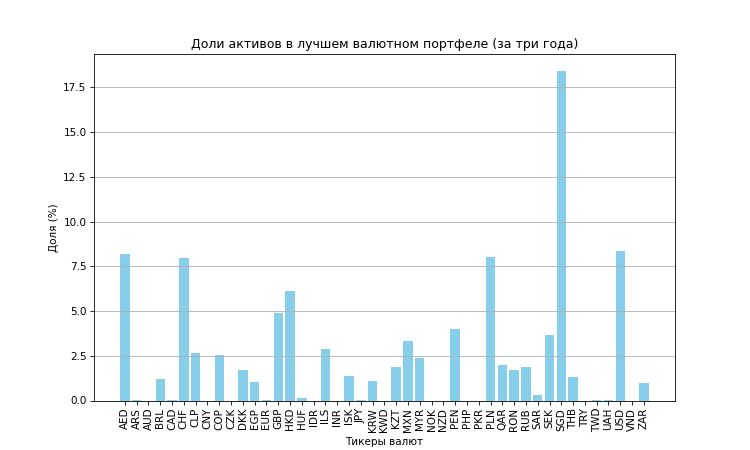 Доли активов в лучшем валютном портфеле (за три года)
Доля (%)
17.5
15.0
12.5
10.0
7.5
5.0
2.5
0.0
AED ARS AUD BRL CAD CHF CLP CNY COP CZK DKK EGP EUR GBP HKD HUF IDR ILS INR ISK JPY KRW KWD KZT MXN MYR NOK NZD PEN PHP PKR PLN QAR RON RUB SAR SEK SGD THB TRY TWD UAH USD VND ZAR
Тикеры валют